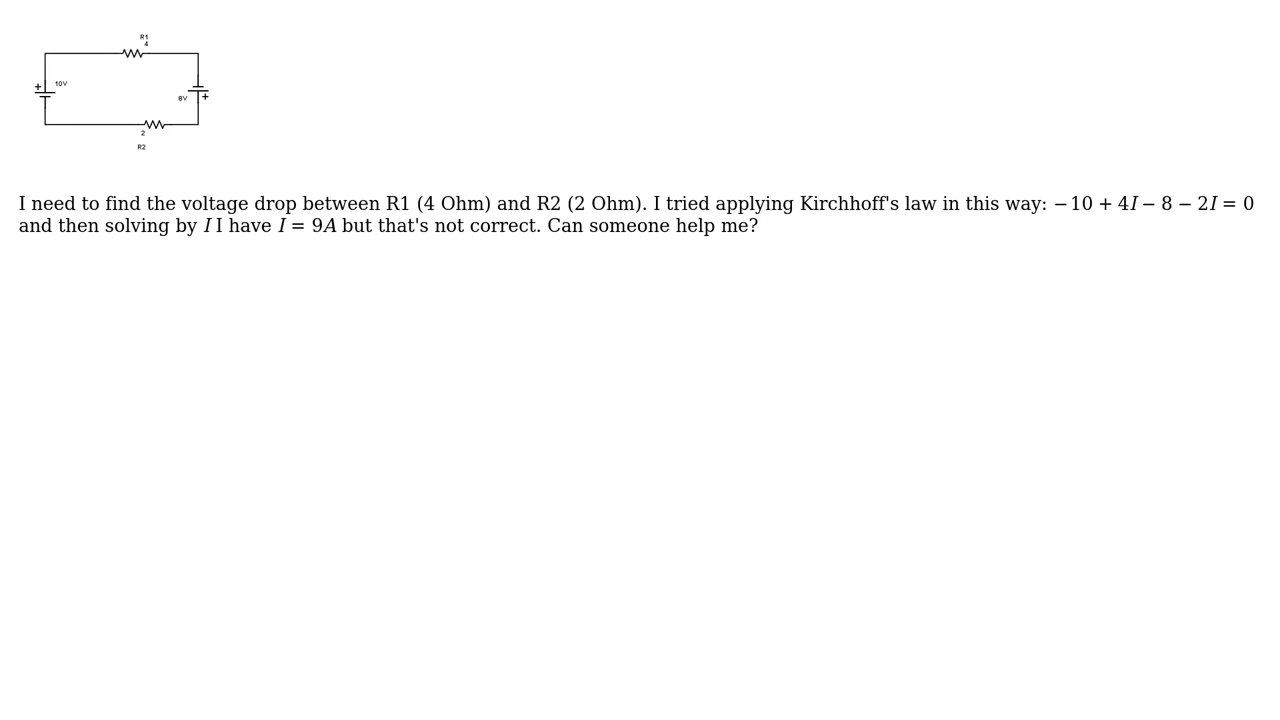 R1
4
+
10V
8V
+
2
R2
I need to find the voltage drop between R1 (4 Ohm) and R2 (2 Ohm). I tried applying Kirchhoff's law in this way: −10 + 4I − 8 − 2I = 0
and then solving by I I have I = 9A but that's not correct. Can someone help me?